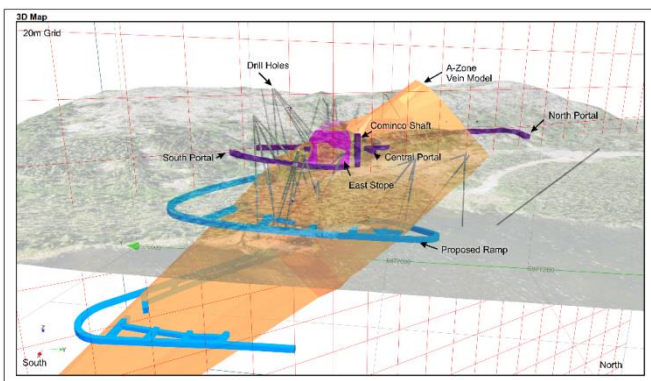 3D Map
20m Grid
Drill Holes
A-Zone
Vein Model
Cominco Shaft
North Portal
South Portal
Central Portal
East Stope
Proposed Ramp
South
North